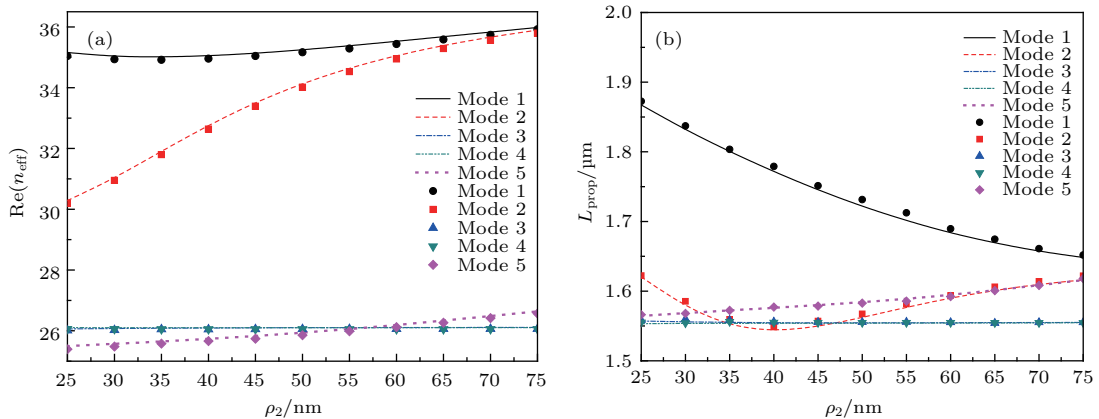 (a)
Re(n_eff)
36
34
32
30
28
26
24
Mode 1
Mode 2
Mode 3
Mode 4
Mode 5
Mode 1
Mode 2
Mode 3
Mode 4
Mode 5
25 30 35 40 45 50 55 60 65 70 75
ρ₂/nm
(b)
L_prop/μm
2.0
1.9
1.8
1.7
1.6
1.5
Mode 1
Mode 2
Mode 3
Mode 4
Mode 5
Mode 1
Mode 2
Mode 3
Mode 4
Mode 5
25 30 35 40 45 50 55 60 65 70 75
ρ₂/nm